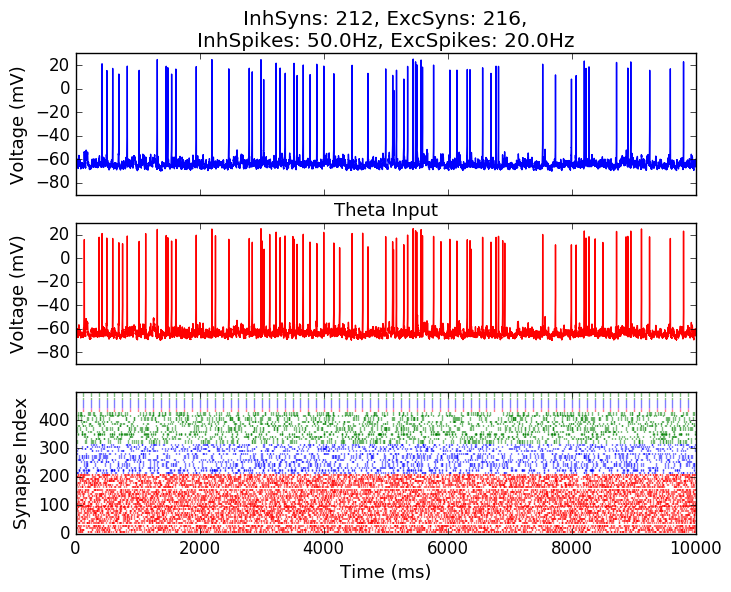 InhSyns: 212, ExcSyns: 216,
InhSpikes: 50.0Hz, ExcSpikes: 20.0Hz
20
0
−20
−40
−60
−80
Voltage (mV)
Theta Input
20
0
−20
−40
−60
−80
Voltage (mV)
400
300
200
100
0
Synapse Index
0 2000 4000 6000 8000 10000
Time (ms)